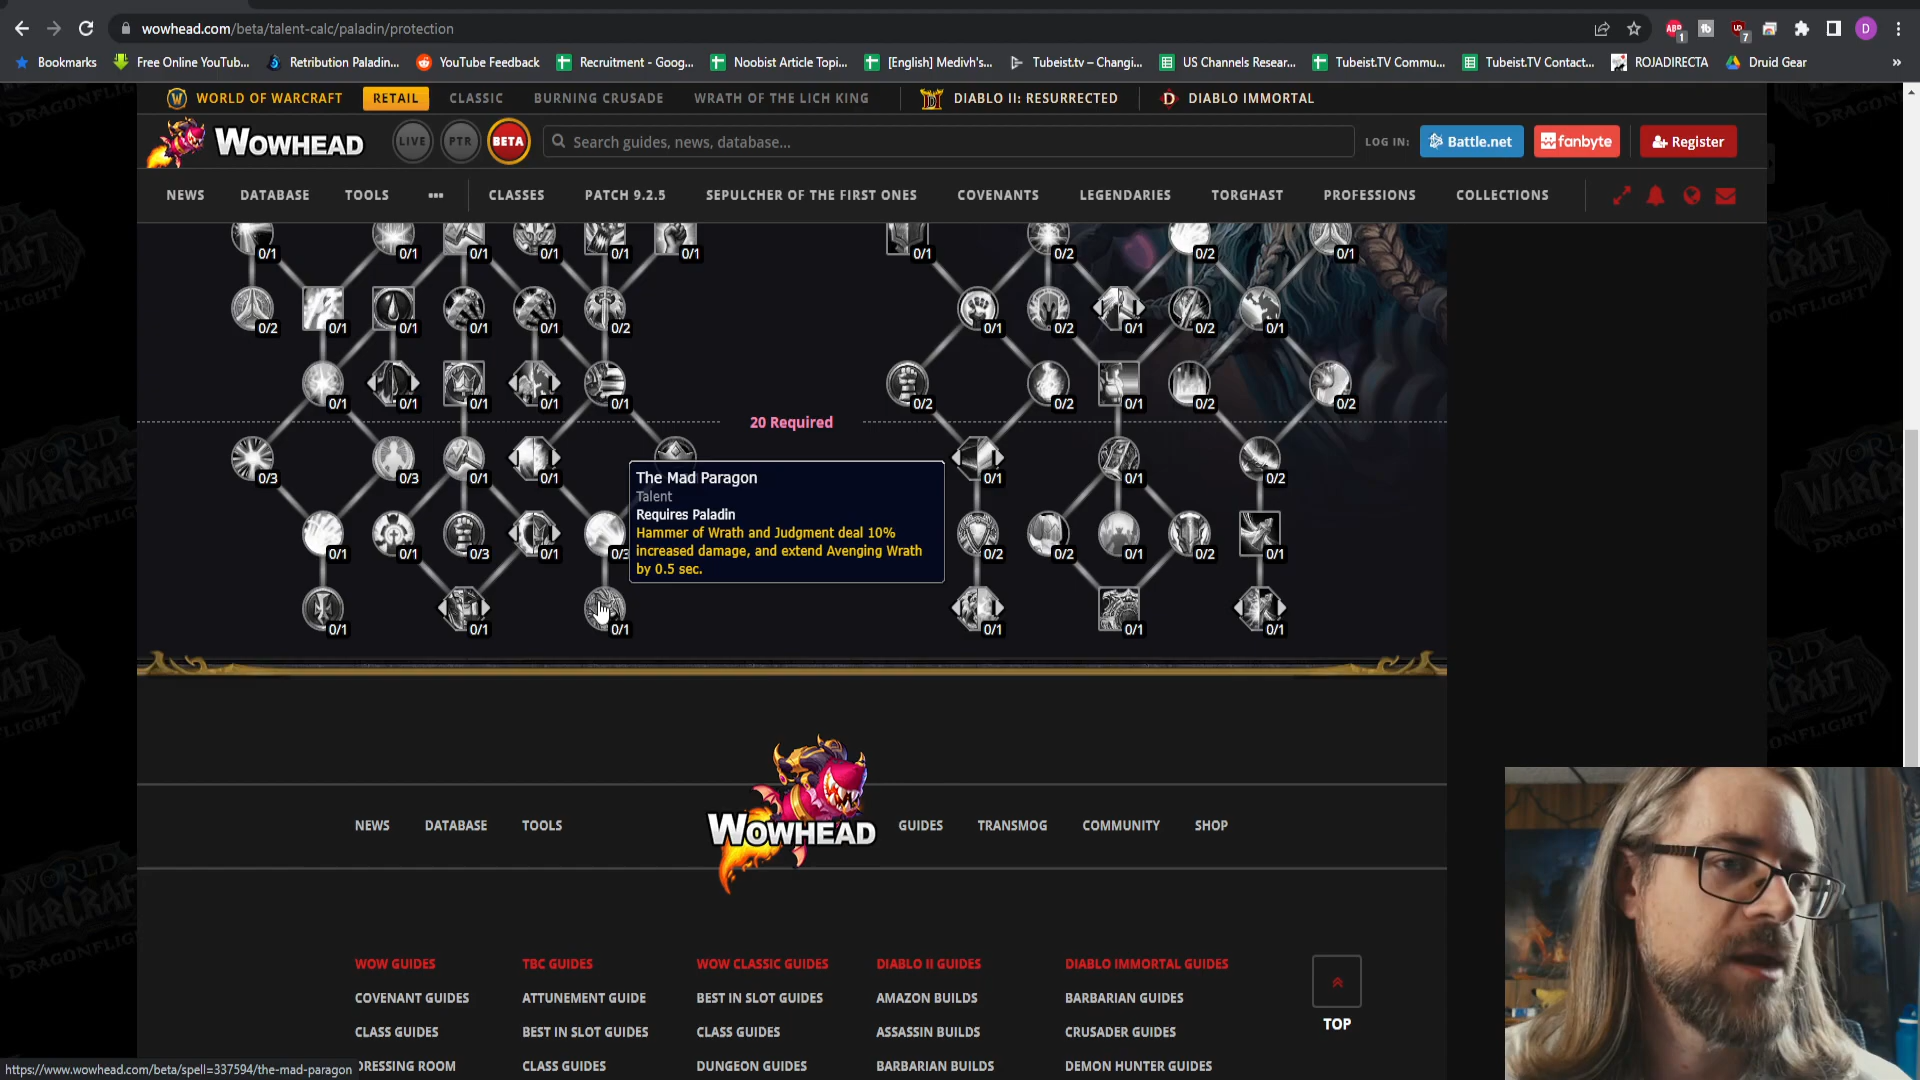 wowhead.com/beta/talent-calc/paladin/protection
ABP 1 tb UD 7 D
Bookmarks Free Online YouTub... Retribution Paladin... YouTube Feedback Recruitment - Goog... Noobist Article Topi... [English] Medivh's... Tubeist.tv – Changi... US Channels Resear... Tubeist.TV Commu... Tubeist.TV Contact... ROJADIRECTA Druid Gear »
WORLD OF WARCRAFT RETAIL CLASSIC BURNING CRUSADE WRATH OF THE LICH KING DIABLO II: RESURRECTED DIABLO IMMORTAL
WOWHEAD LIVE PTR BETA Search guides, news, database... LOG IN: Battle.net fanbyte Register
NEWS DATABASE TOOLS ••• CLASSES PATCH 9.2.5 SEPULCHER OF THE FIRST ONES COVENANTS LEGENDARIES TORGHAST PROFESSIONS COLLECTIONS
0/1 0/1 0/1 0/1 0/1 0/1 0/1 0/2 0/2 0/1
0/2 0/1 0/1 0/1 0/1 0/2 0/1 0/2 0/1 0/2 0/1
0/1 0/1 0/1 0/1 0/1 0/2 0/2 0/1 0/2 0/2
20 Required
0/3 0/3 0/1 0/1 0/1 0/1 0/2
The Mad Paragon
Talent
Requires Paladin
Hammer of Wrath and Judgment deal 10%
increased damage, and extend Avenging Wrath
by 0.5 sec.
0/1 0/1 0/3 0/1 0/3 0/2 0/2 0/1 0/2 0/1
0/1 0/1 0/1 0/1 0/1 0/1
WOWHEAD
NEWS DATABASE TOOLS GUIDES TRANSMOG COMMUNITY SHOP
WOW GUIDES TBC GUIDES WOW CLASSIC GUIDES DIABLO II GUIDES DIABLO IMMORTAL GUIDES
COVENANT GUIDES ATTUNEMENT GUIDE BEST IN SLOT GUIDES AMAZON BUILDS BARBARIAN GUIDES
TOP
CLASS GUIDES BEST IN SLOT GUIDES CLASS GUIDES ASSASSIN BUILDS CRUSADER GUIDES
DRESSING ROOM CLASS GUIDES DUNGEON GUIDES BARBARIAN BUILDS DEMON HUNTER GUIDES
https://www.wowhead.com/beta/spell=337594/the-mad-paragon